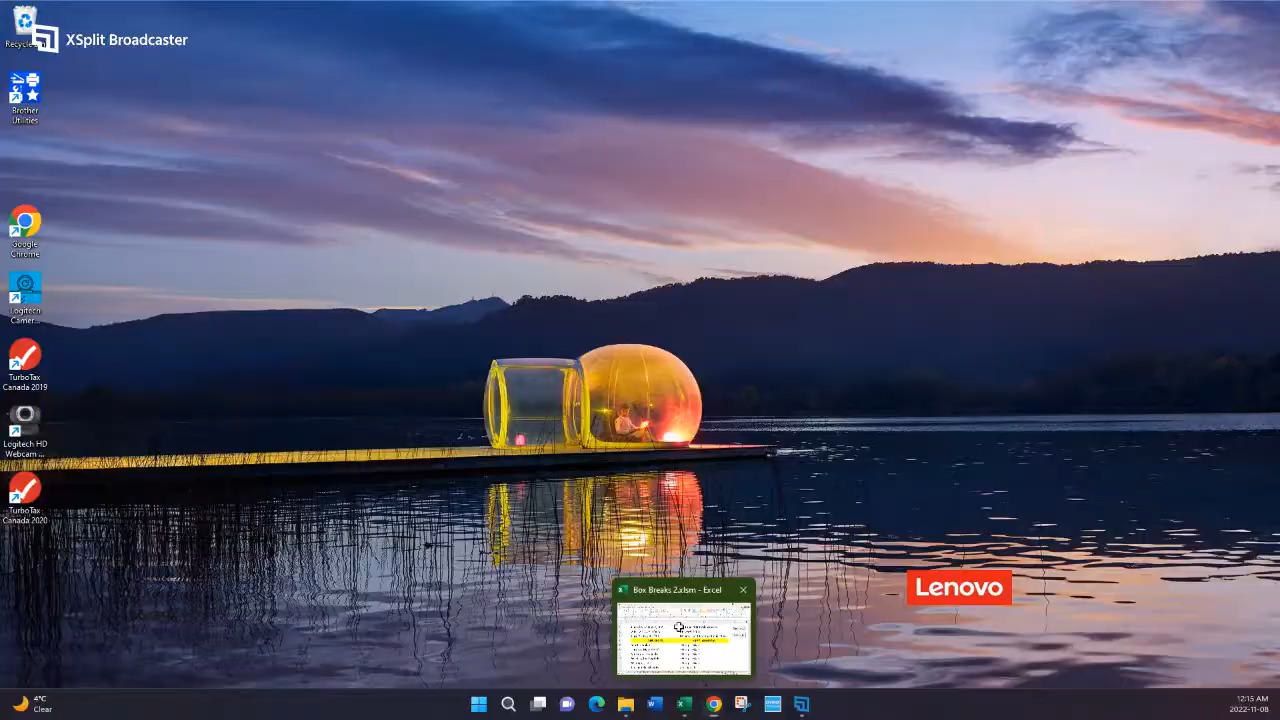 XSplit Broadcaster
Brother
Utilities
Google
Chrome
Logitech
Camer...
TurboTax
Canada 2019
Logitech HD
Webcam ...
TurboTax
Canada 2020
Box Breaks 2.xlsm - Excel
Lenovo
4°C
Clear
12:15 AM
2022-11-08